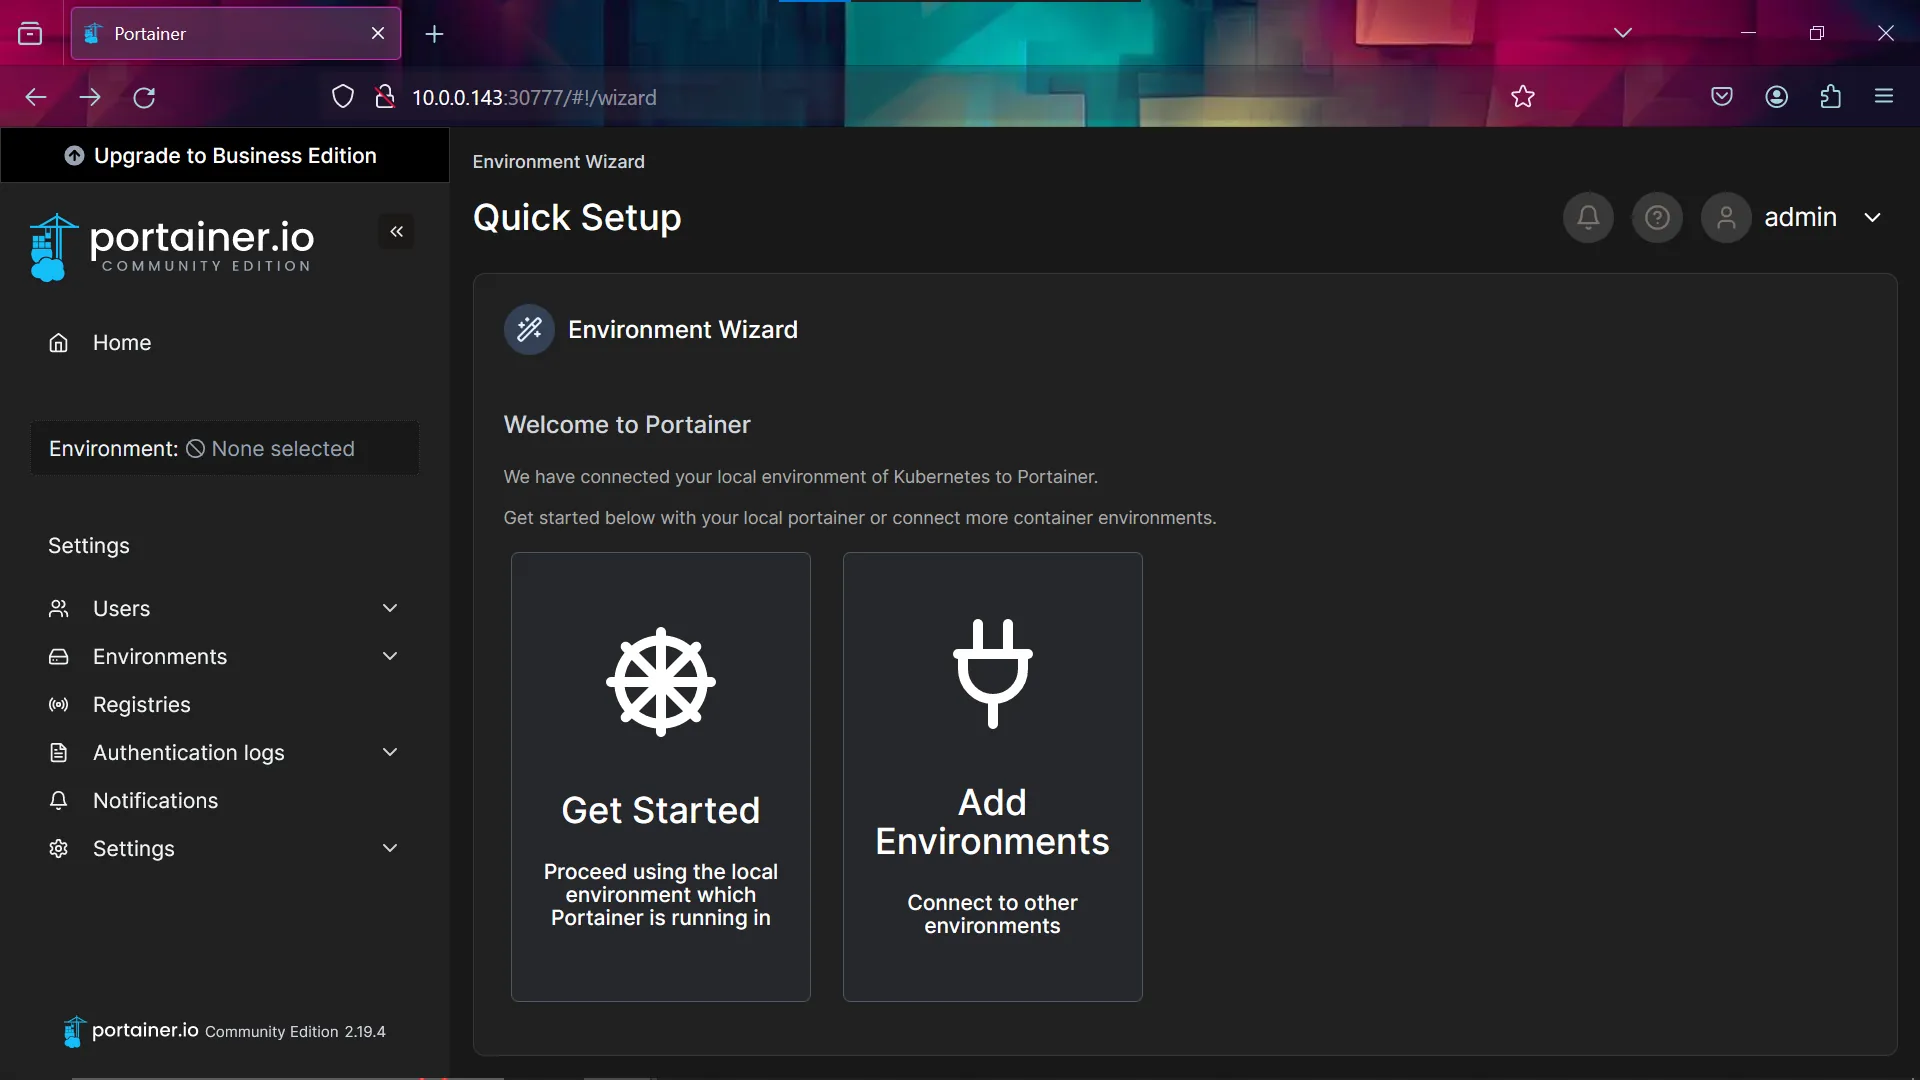 Portainer
10.0.0.143:30777/#!/wizard
Upgrade to Business Edition
portainer.io
COMMUNITY EDITION
Home
Environment: None selected
Settings
Users
Environments
Registries
Authentication logs
Notifications
Settings
portainer.io Community Edition 2.19.4
Environment Wizard
Quick Setup
admin
Environment Wizard
Welcome to Portainer
We have connected your local environment of Kubernetes to Portainer.
Get started below with your local portainer or connect more container environments.
Get Started
Proceed using the local
environment which
Portainer is running in
Add
Environments
Connect to other
environments